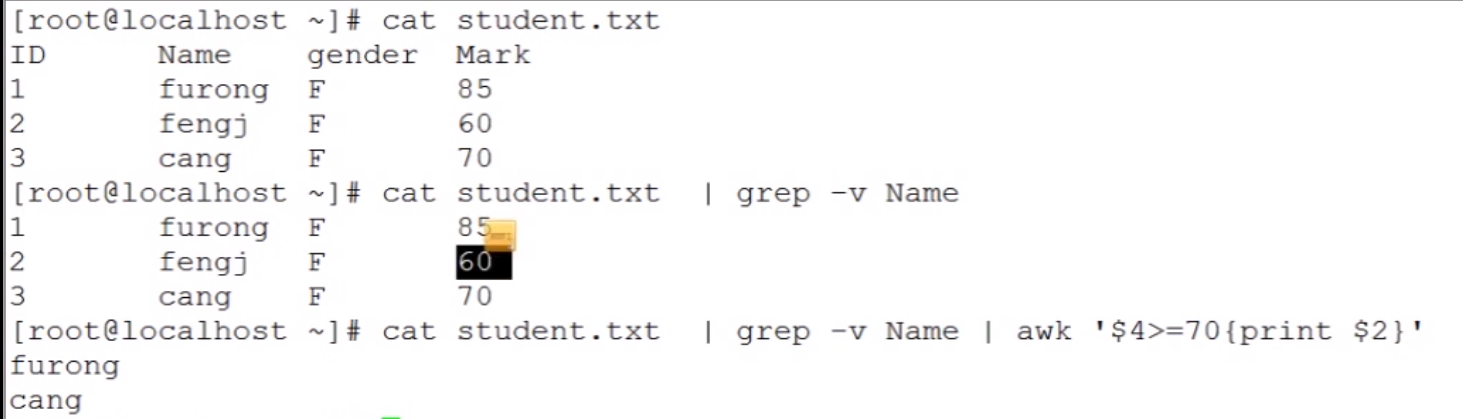 [root@localhost ~]# cat student.txt
ID Name gender Mark
1 furong F 85
2 fengj F 60
3 cang F 70
[root@localhost ~]# cat student.txt | grep -v Name
1 furong F 85
2 fengj F 60
3 cang F 70
[root@localhost ~]# cat student.txt | grep -v Name | awk '$4>=70{print $2}'
furong
cang